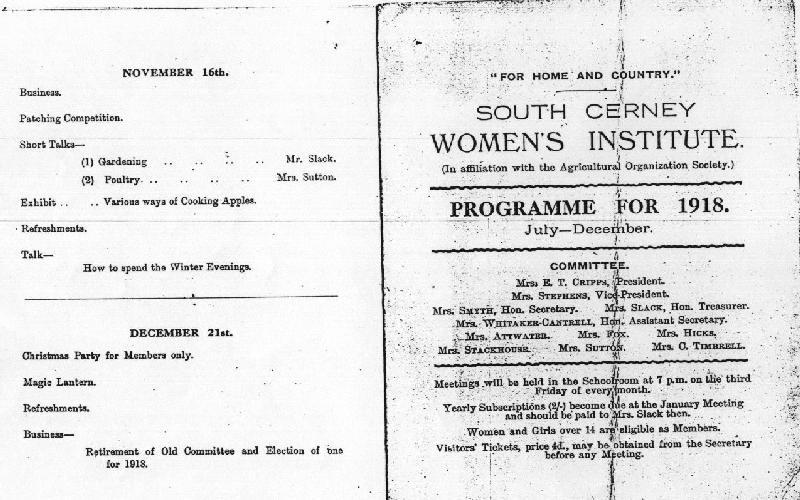 NOVEMBER 16th.
Business.
Patching Competition.
Short Talks—
(1) Gardening .. .. .. .. Mr. Slack.
(2) Poultry. .. .. .. .. Mrs. Sutton.
Exhibit .. .. Various ways of Cooking Apples.
Refreshments.
Talk—
How to spend the Winter Evenings.
DECEMBER 21st.
Christmas Party for Members only.
Magic Lantern.
Refreshments.
Business—
Retirement of Old Committee and Election of one
for 1918.
"FOR HOME AND COUNTRY."
SOUTH CERNEY
WOMEN'S INSTITUTE.
(In affiliation with the Agricultural Organization Society.)
PROGRAMME FOR 1918.
July—December.
COMMITTEE.
Mrs. E. T. CRIPPS, President.
Mrs. STEPHENS, Vice-President.
Mrs. SMYTH, Hon. Secretary. Mrs. SLACK, Hon. Treasurer.
Mrs. WHITAKER-CANTRELL, Hon. Assistant Secretary.
Mrs. ATTWATER. Mrs. FOX. Mrs. HICKS,
Mrs. STACKHOUSE. Mrs. SUTTON. Mrs. C. TIMBRELL.
Meetings will be held in the Schoolroom at 7 p.m. on the third
Friday of every month.
Yearly Subscriptions (2/-) become due at the January Meeting
and should be paid to Mrs. Slack then.
Women and Girls over 14 are eligible as Members.
Visitors' Tickets, price 4d., may be obtained from the Secretary
before any Meeting.